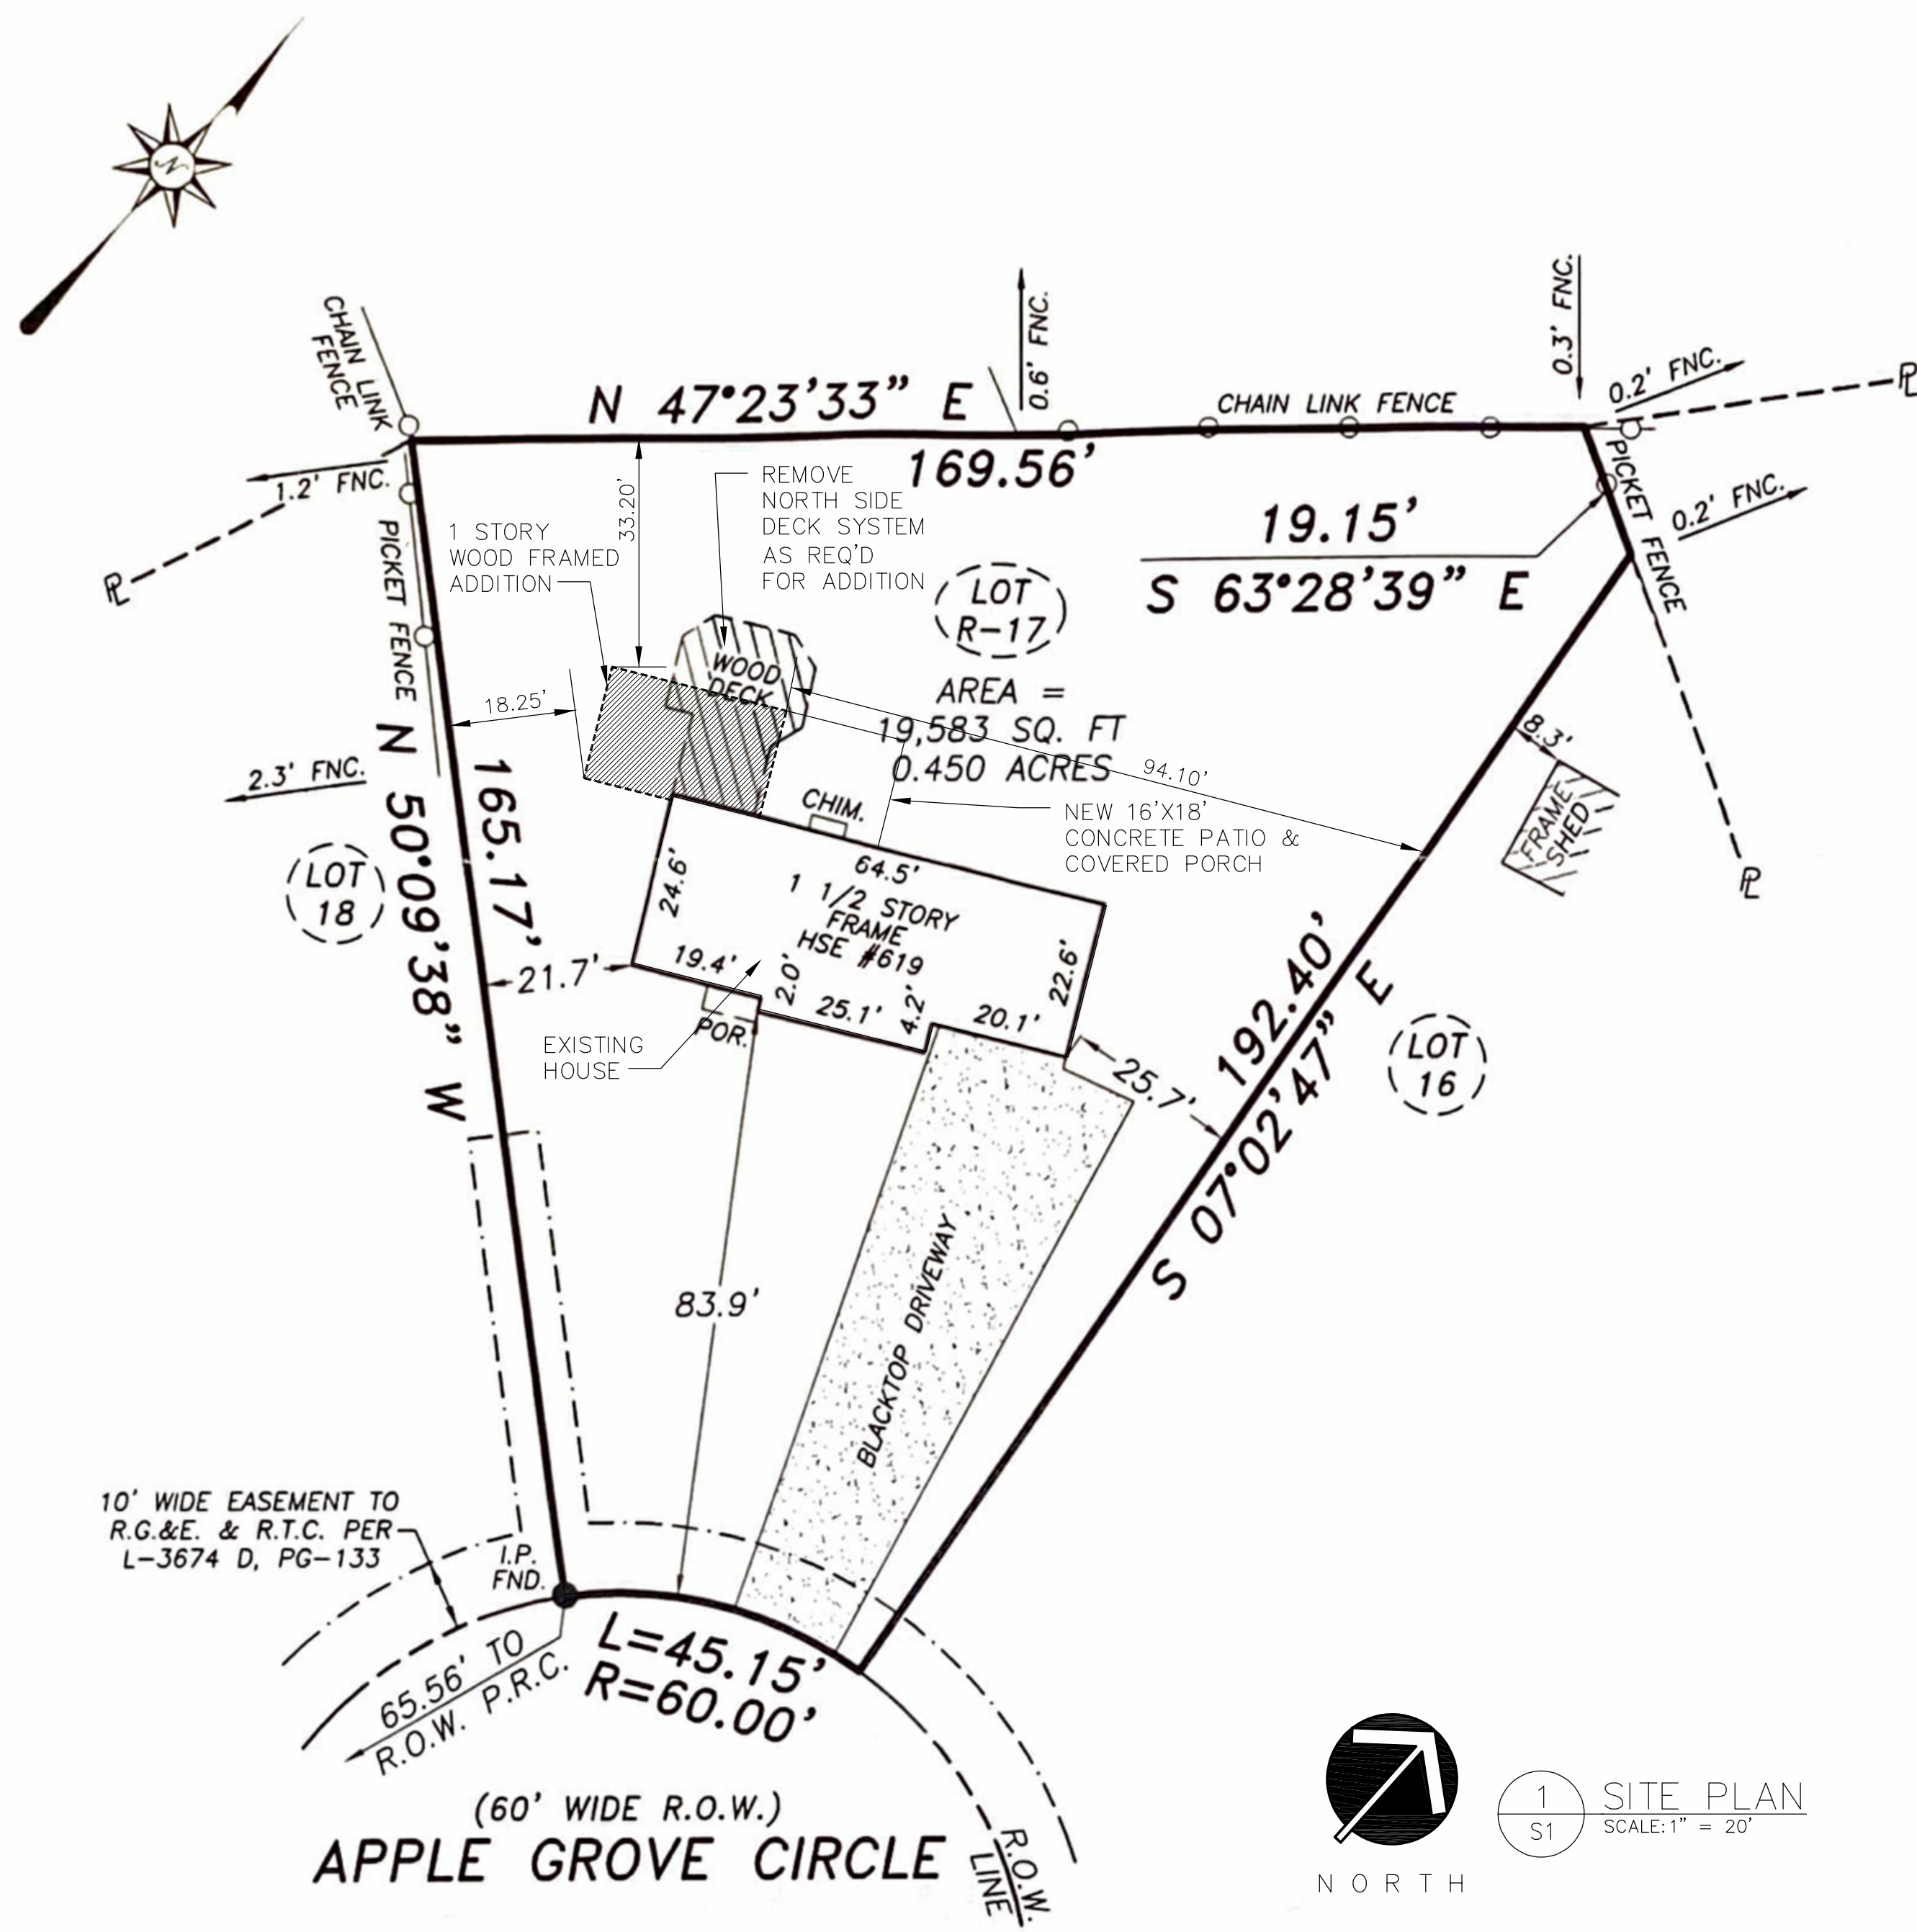 N
CHAIN LINK
FENCE
1.2' FNC.
N 47°23'33" E
169.56'
0.6' FNC.
CHAIN LINK FENCE
0.3' FNC.
0.2' FNC.
PL
PICKET FENCE
0.2' FNC.
19.15'
S 63°28'39" E
PL
33.20'
REMOVE
NORTH SIDE
DECK SYSTEM
AS REQ'D
FOR ADDITION
1 STORY
WOOD FRAMED
ADDITION
PICKET FENCE
LOT
R-17
AREA =
19,583 SQ. FT
0.450 ACRES
WOOD
DECK
18.25'
94.10'
8.3'
FRAME
SHED
PL
2.3' FNC.
N 50°09'38" W
165.17'
LOT
18
CHIM.
NEW 16'X18'
CONCRETE PATIO &
COVERED PORCH
64.5'
24.6'
1 1/2 STORY
FRAME
HSE #619
22.6'
19.4'
2.0'
25.1'
4.2'
20.1'
21.7'
POR.
EXISTING
HOUSE
25.7'
192.40'
S 07°02'47" E
LOT
16
83.9'
BLACKTOP DRIVEWAY
10' WIDE EASEMENT TO
R.G.&E. & R.T.C. PER
L-3674 D, PG-133
I.P.
FND.
65.56' TO
R.O.W. P.R.C.
L=45.15'
R=60.00'
(60' WIDE R.O.W.)
APPLE GROVE CIRCLE
R.O.W.
LINE
NORTH
1
S1
SITE PLAN
SCALE: 1" = 20'